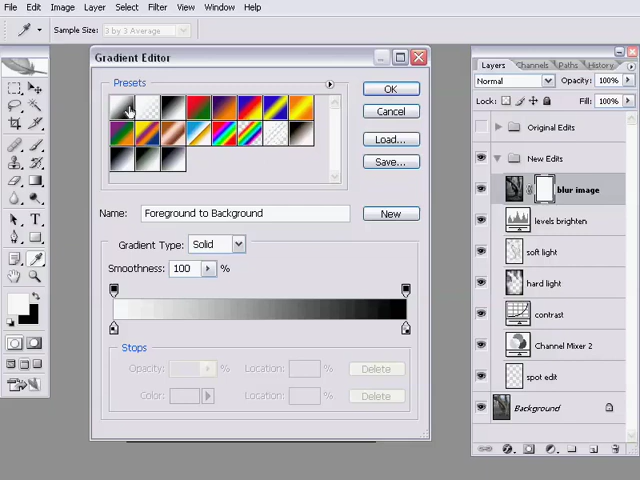 File Edit Image Layer Select Filter View Window Help
Sample Size: 3 by 3 Average
Gradient Editor
Presets
OK
Cancel
Load...
Save...
Name: Foreground to Background New
Gradient Type: Solid
Smoothness: 100 %
Stops
Opacity: % Location: % Delete
Color: Location: % Delete
Layers Channels Paths History
Normal Opacity: 100%
Lock: Fill: 100%
Original Edits
New Edits
blur image
levels brighten
soft light
hard light
contrast
Channel Mixer 2
spot edit
Background